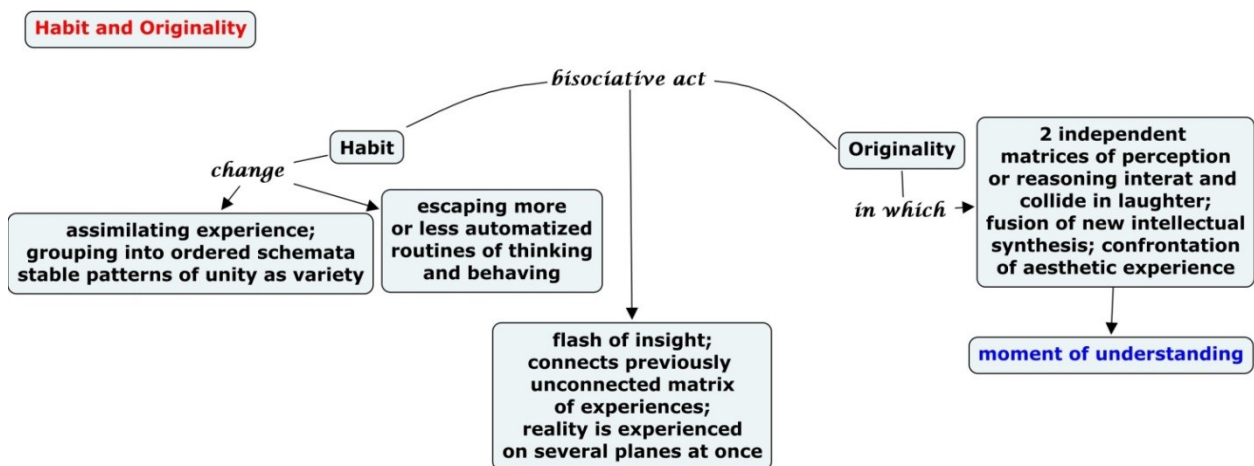 Habit and Originality
bisociative act
Habit
change
assimilating experience;
grouping into ordered schemata
stable patterns of unity as variety
escaping more
or less automatized
routines of thinking
and behaving
flash of insight;
connects previously
unconnected matrix
of experiences;
reality is experienced
on several planes at once
Originality
in which
2 independent
matrices of perception
or reasoning interat and
collide in laughter;
fusion of new intellectual
synthesis; confrontation
of aesthetic experience
moment of understanding